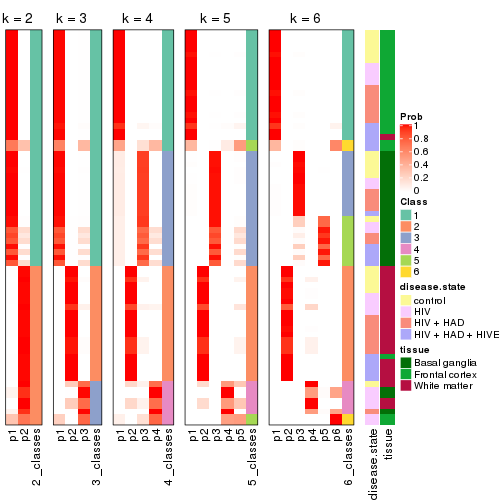 k = 2 k = 3 k = 4 k = 5 k = 6
Prob
1
0.8
0.6
0.4
0.2
0
Class
1
2
3
4
5
6
disease.state
control
HIV
HIV + HAD
HIV + HAD + HIVE
tissue
Basal ganglia
Frontal cortex
White matter
p1 p2 2_classes p1 p2 p3 3_classes p1 p2 p3 p4 4_classes p1 p2 p3 p4 p5 5_classes p1 p2 p3 p4 p5 p6 6_classes disease.state tissue